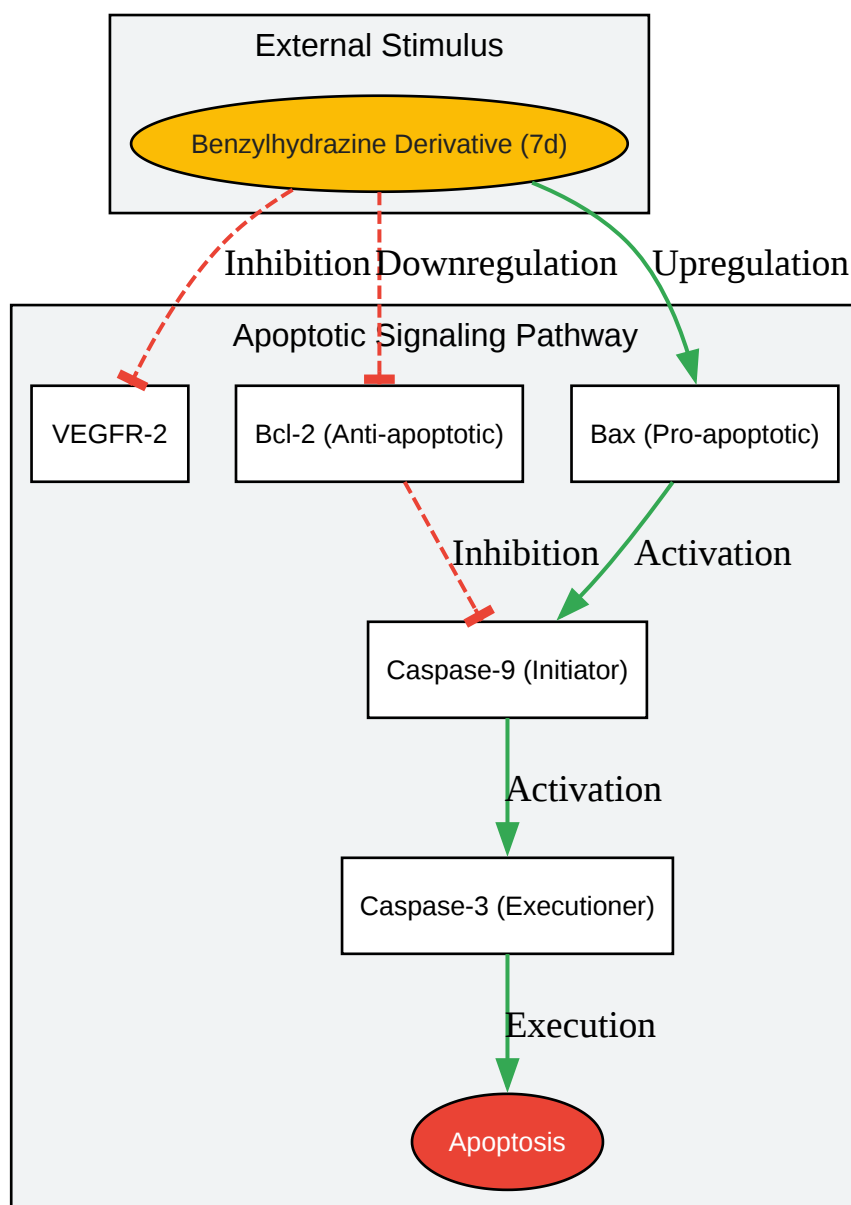 External Stimulus
Benzylhydrazine Derivative (7d)
Inhibition
Downregulation
Upregulation
Apoptotic Signaling Pathway
VEGFR-2
Bcl-2 (Anti-apoptotic)
Bax (Pro-apoptotic)
Inhibition
Activation
Caspase-9 (Initiator)
Activation
Caspase-3 (Executioner)
Execution
Apoptosis